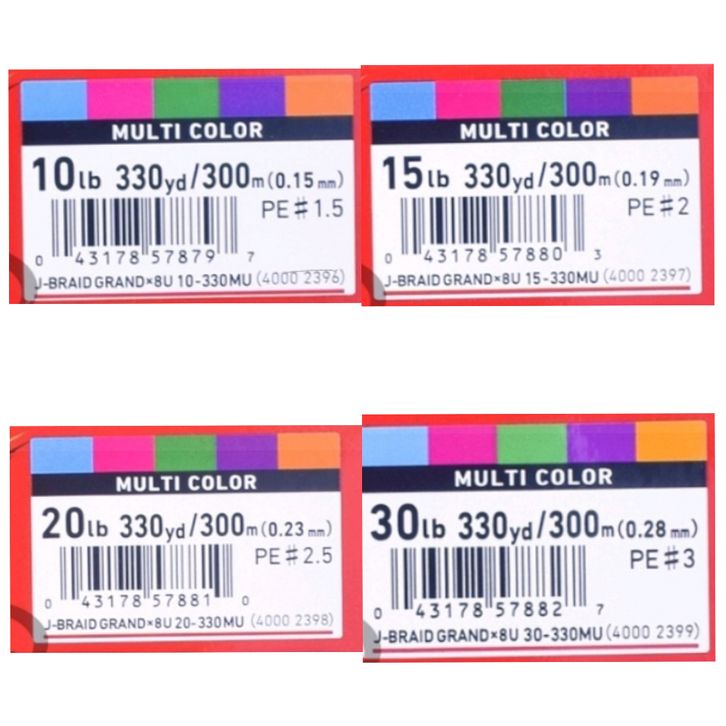 MULTI COLOR
10lb 330yd/300m(0.15mm)
PE#1.5
0 43178 57879 7
J-BRAID GRAND×8U 10-330MU (4000 2396)
MULTI COLOR
15lb 330yd/300m(0.19mm)
PE#2
0 43178 57880 3
J-BRAID GRAND×8U 15-330MU (4000 2397)
MULTI COLOR
20lb 330yd/300m(0.23mm)
PE#2.5
0 43178 57881 0
J-BRAID GRAND×8U 20-330MU (4000 2398)
MULTI COLOR
30lb 330yd/300m(0.28mm)
PE#3
0 43178 57882 7
J-BRAID GRAND×8U 30-330MU (4000 2399)